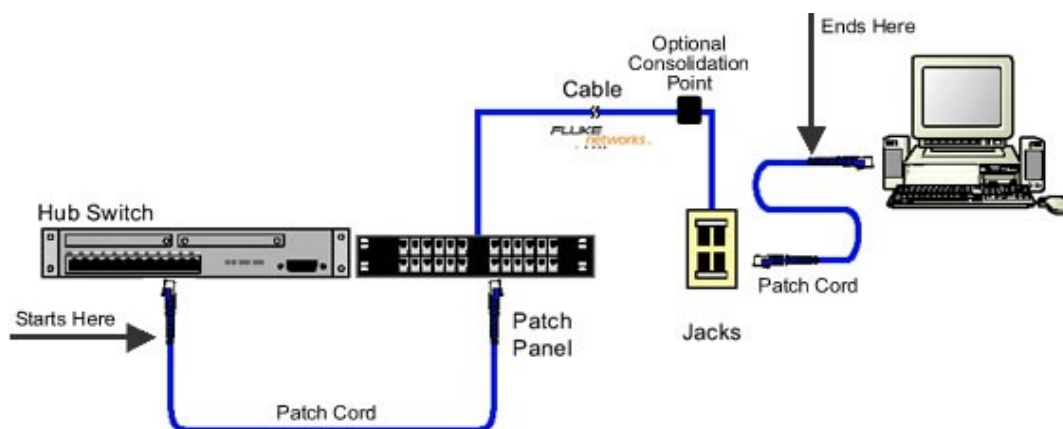 Ends Here
Optional
Consolidation
Point
Cable
FLUKE
networks.
Hub Switch
Starts Here
Patch
Panel
Jacks
Patch Cord
Patch Cord